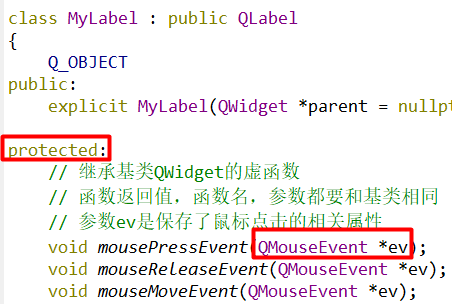 class MyLabel : public QLabel
{
    Q_OBJECT
public:
    explicit MyLabel(QWidget *parent = nullpt
protected:
    // 继承基类QWidget的虚函数
    // 函数返回值，函数名，参数都要和基类相同
    // 参数ev是保存了鼠标点击的相关属性
    void mousePressEvent(QMouseEvent *ev);
    void mouseReleaseEvent(QMouseEvent *ev);
    void mouseMoveEvent(QMouseEvent *ev);